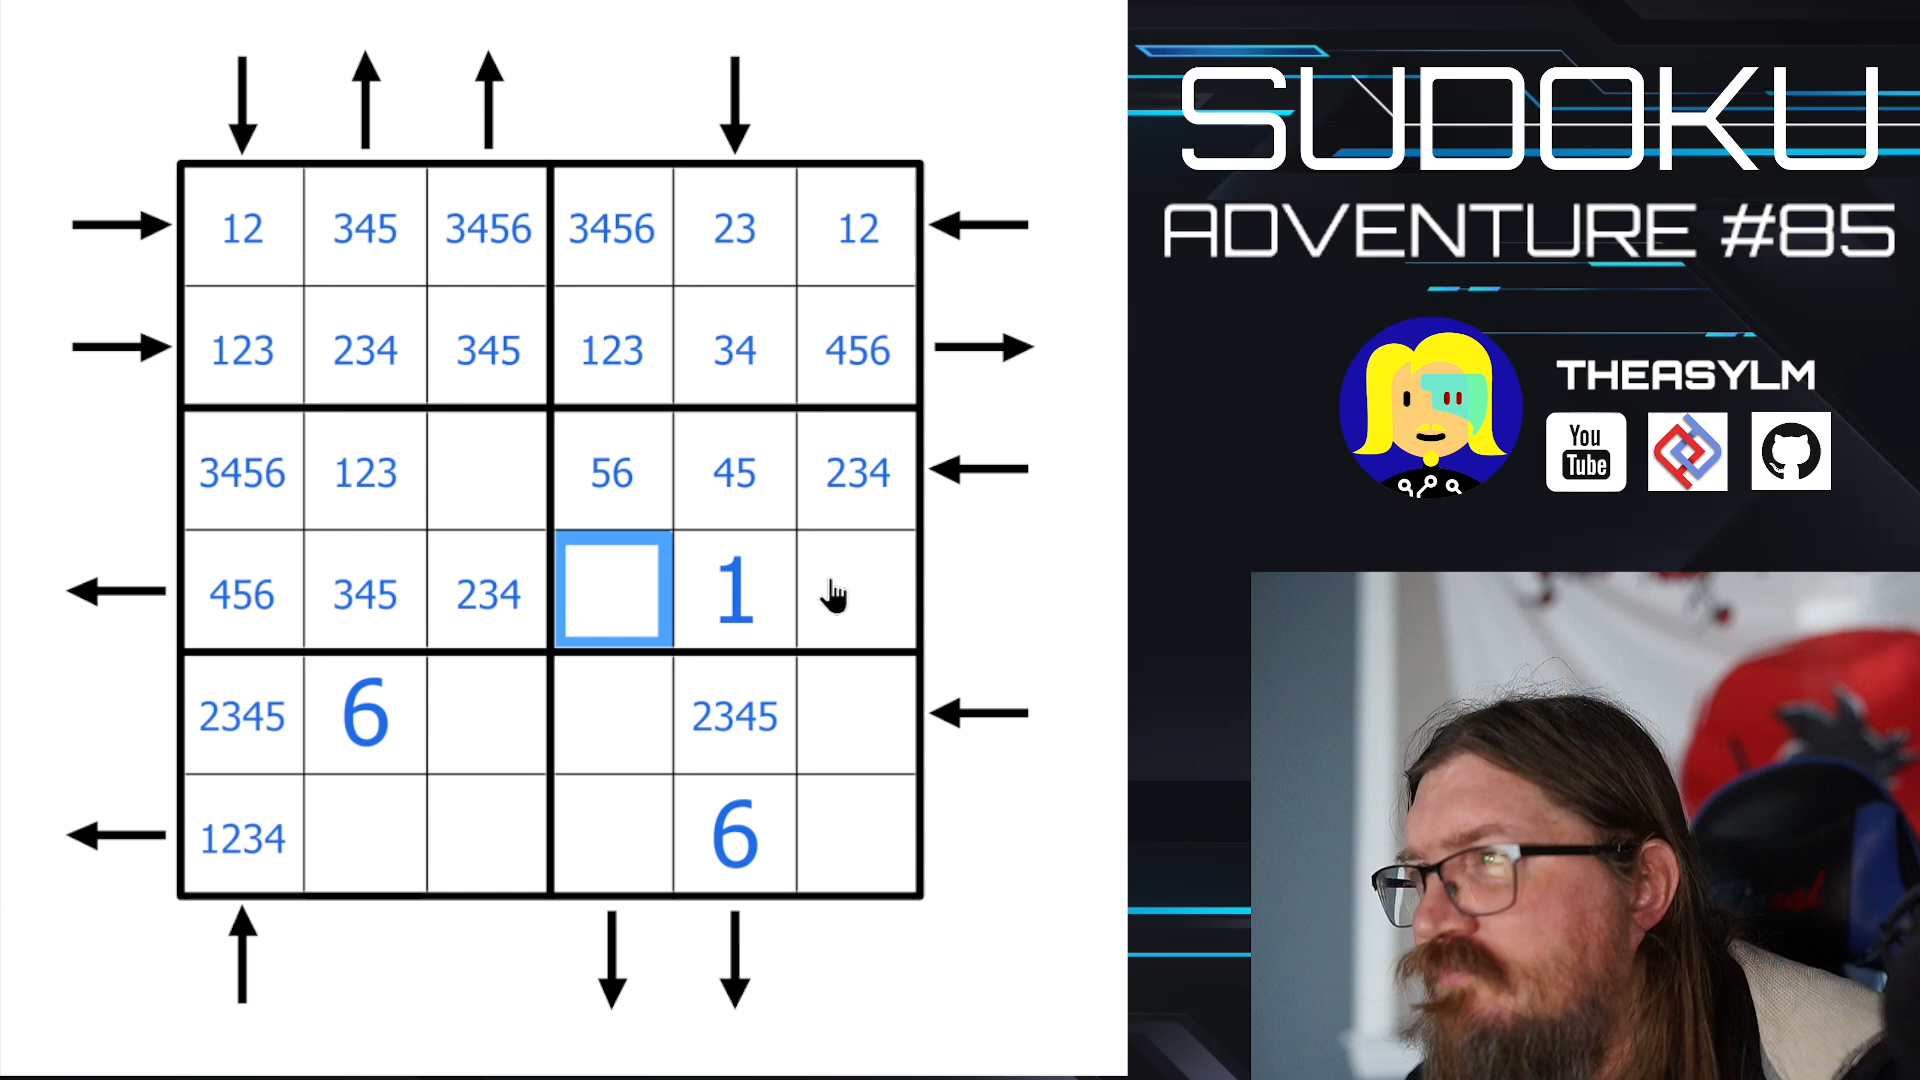 SUDOKU
ADVENTURE #85
THEASYLM
You
Tube
12 345 3456 3456 23 12
123 234 345 123 34 456
3456 123 56 45 234
456 345 234 1
2345 6 2345
1234 6